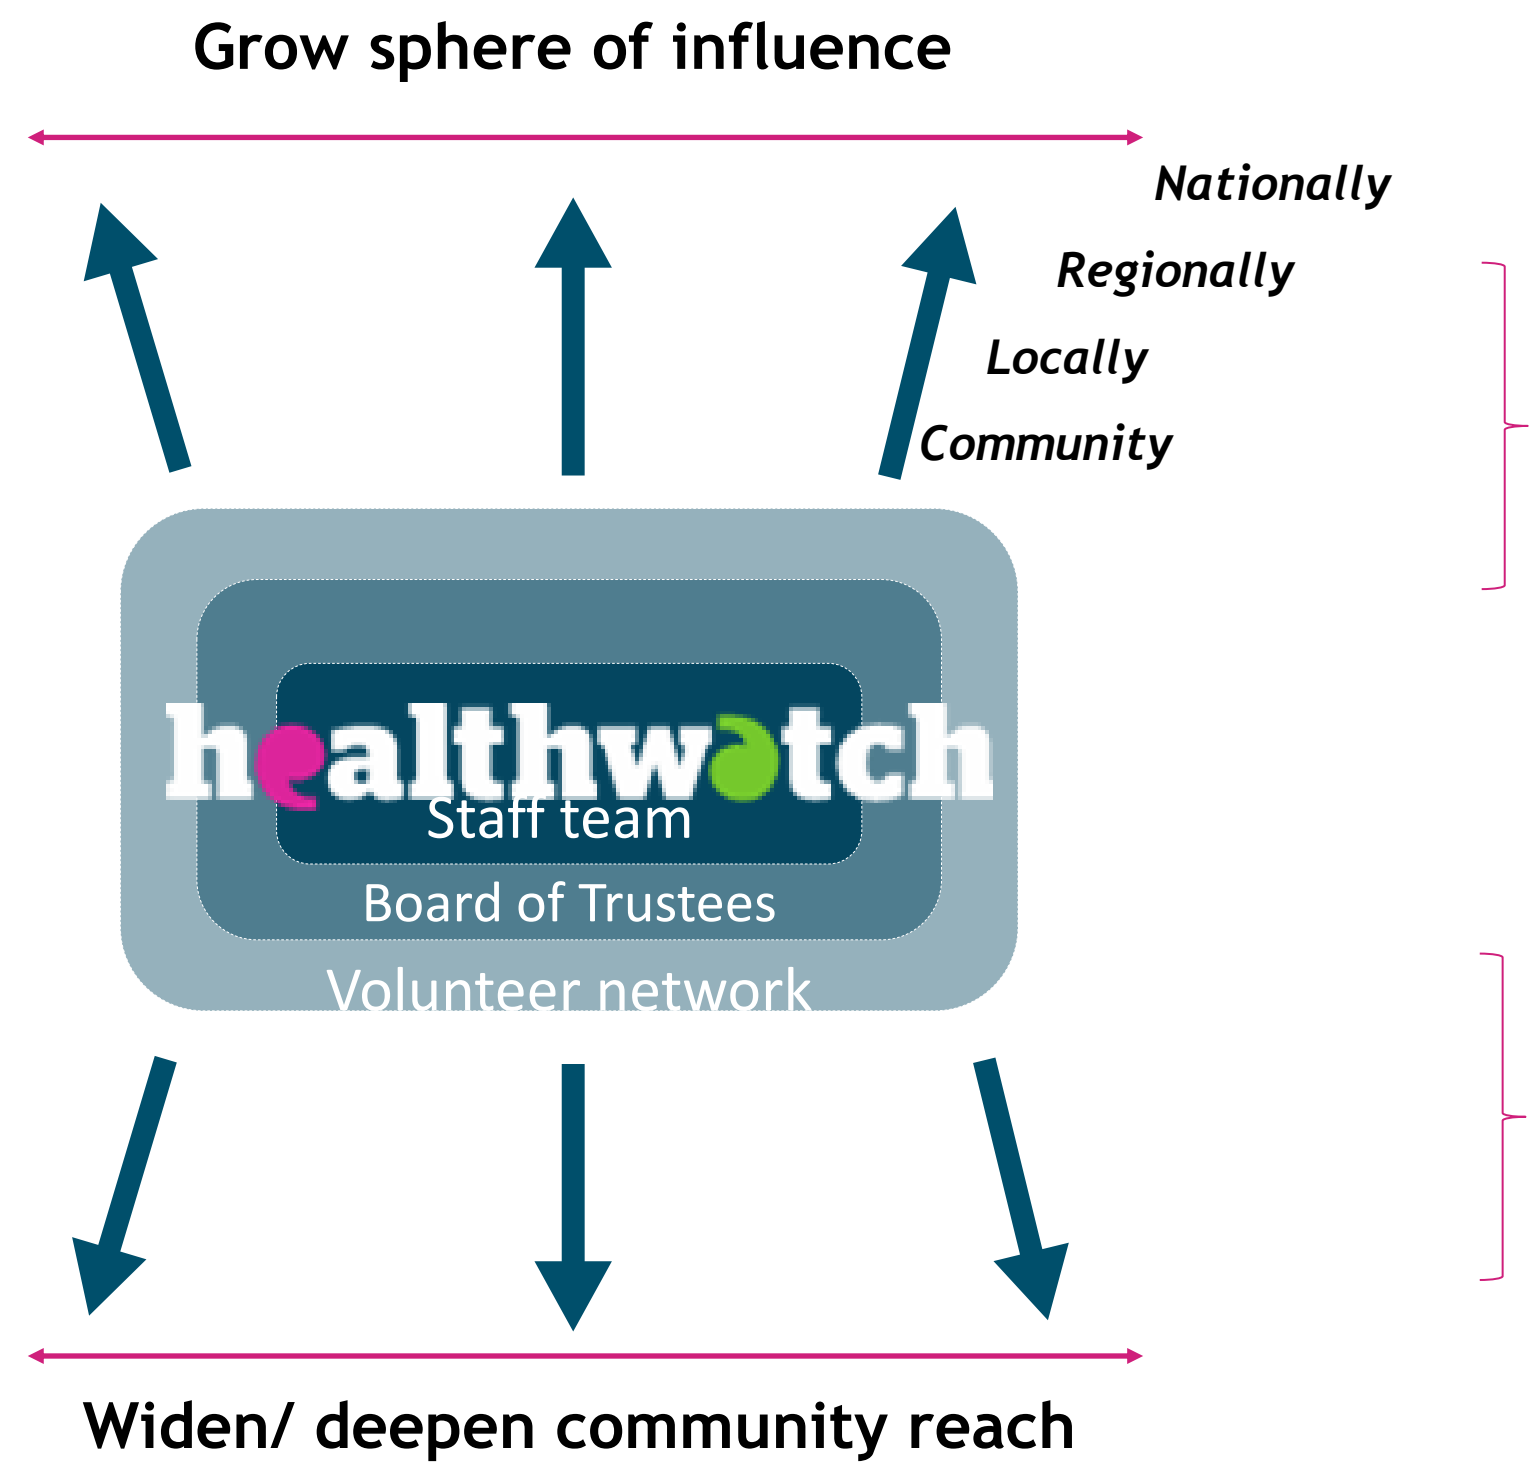 Grow sphere of influence
Nationally
Regionally
Locally
Community
healthwatch
Staff team
Board of Trustees
Volunteer network
Widen/ deepen community reach